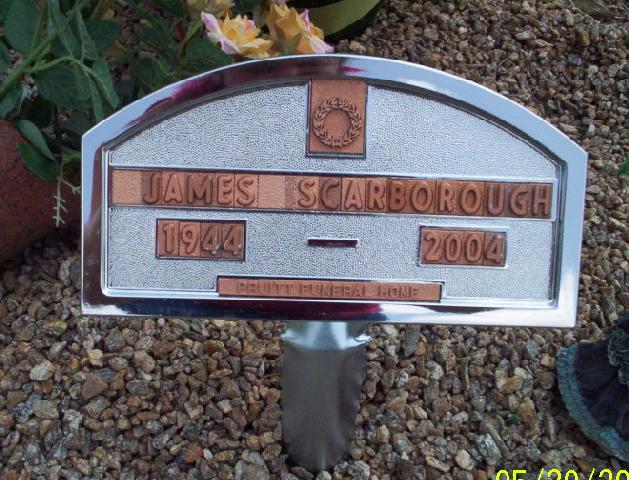 JAMES SCARBOROUGH
1944 — 2004
PRUITT FUNERAL HOME